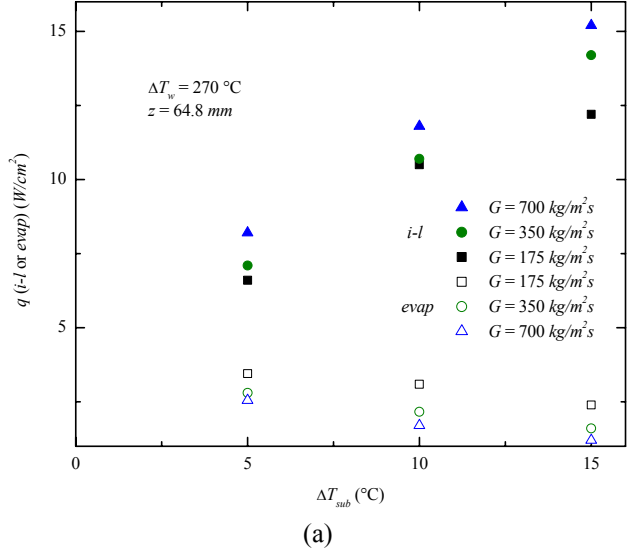 15
10
5
0
5
10
15
q (i-l or evap) (W/cm²)
ΔT_w = 270 °C
z = 64.8 mm
i-l
evap
G = 700 kg/m²s
G = 350 kg/m²s
G = 175 kg/m²s
G = 175 kg/m²s
G = 350 kg/m²s
G = 700 kg/m²s
ΔT_sub (°C)
(a)